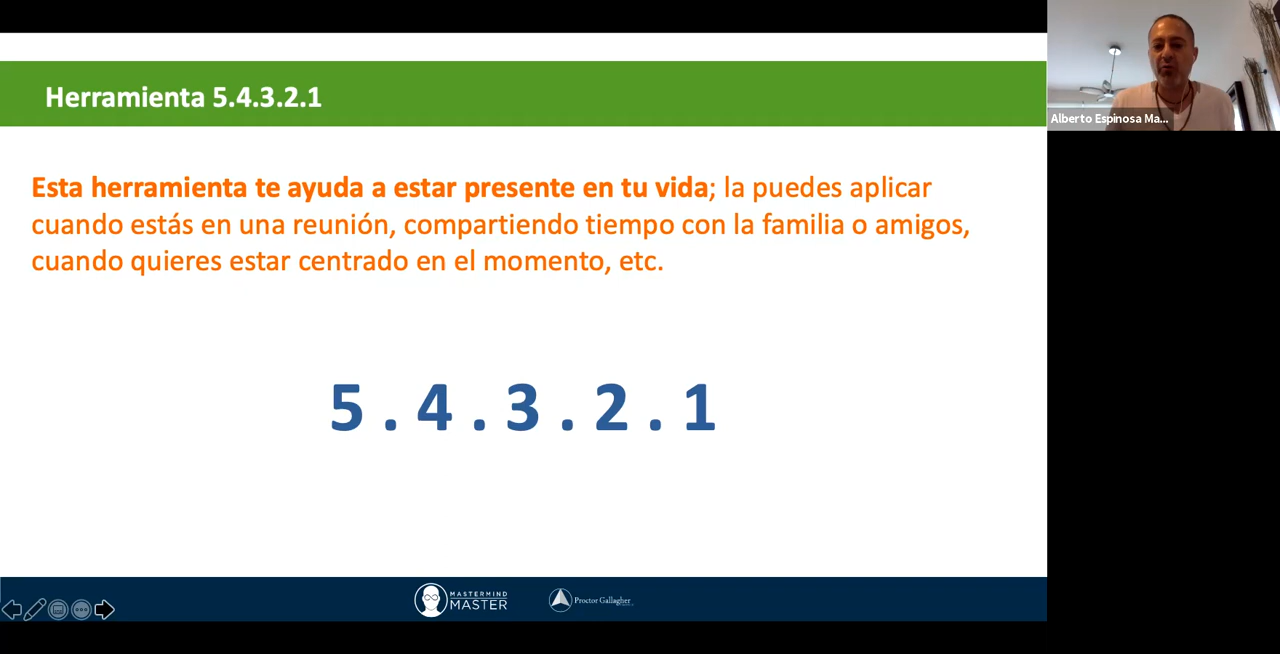 Herramienta 5.4.3.2.1
Alberto Espinosa Ma...
Esta herramienta te ayuda a estar presente en tu vida; la puedes aplicar
cuando estás en una reunión, compartiendo tiempo con la familia o amigos,
cuando quieres estar centrado en el momento, etc.
5 . 4 . 3 . 2 . 1
MASTERMIND
MASTER
Proctor Gallagher